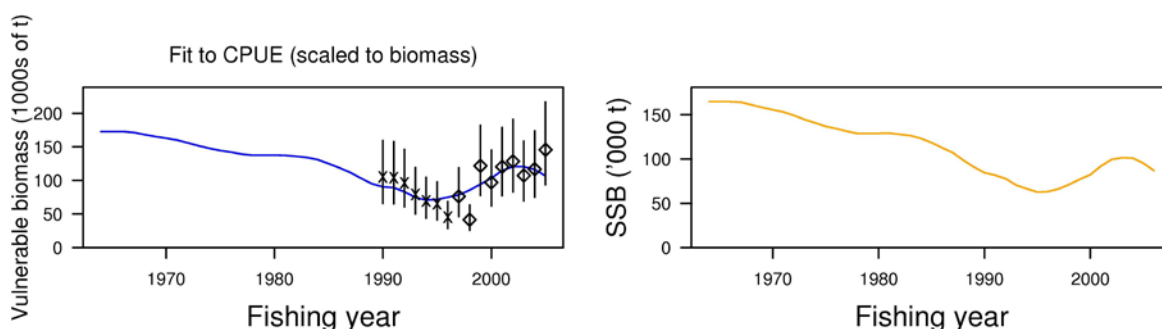 Fit to CPUE (scaled to biomass)
Vulnerable biomass (1000s of t)
200
150
100
50
0
1970 1980 1990 2000
Fishing year
SSB ('000 t)
150
100
50
0
1970 1980 1990 2000
Fishing year